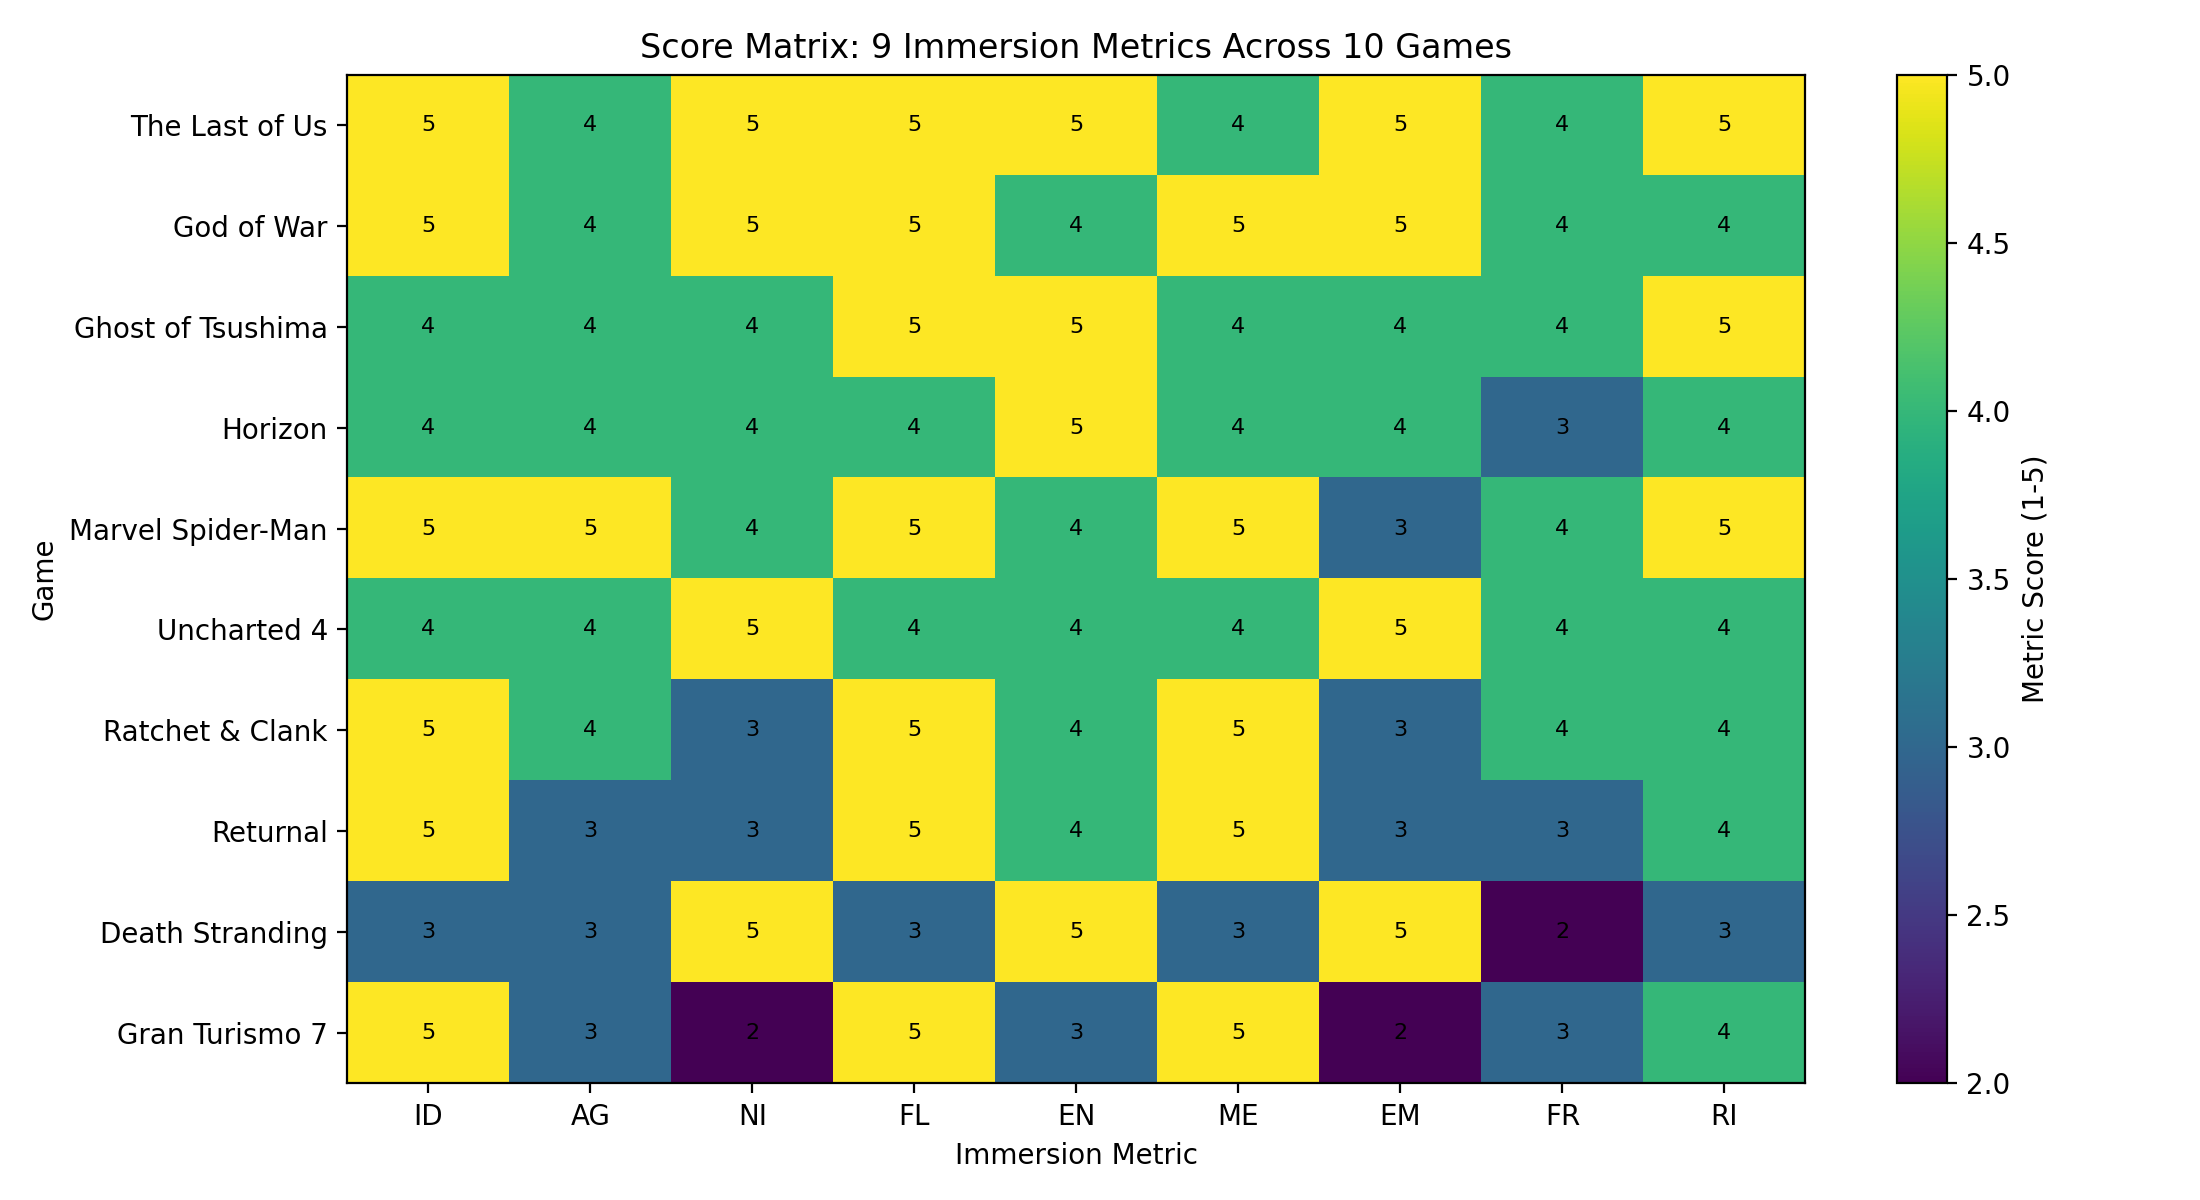 Score Matrix: 9 Immersion Metrics Across 10 Games
The Last of Us 5 4 5 5 5 4 5 4 5
God of War 5 4 5 5 4 5 5 4 4
Ghost of Tsushima 4 4 4 5 5 4 4 4 5
Horizon 4 4 4 4 5 4 4 3 4
Marvel Spider-Man 5 5 4 5 4 5 3 4 5
Uncharted 4 4 4 5 4 4 4 5 4 4
Ratchet & Clank 5 4 3 5 4 5 3 4 4
Returnal 5 3 3 5 4 5 3 3 4
Death Stranding 3 3 5 3 5 3 5 2 3
Gran Turismo 7 5 3 2 5 3 5 2 3 4
ID AG NI FL EN ME EM FR RI
Immersion Metric
Game
5.0
4.5
4.0
3.5
3.0
2.5
2.0
Metric Score (1-5)